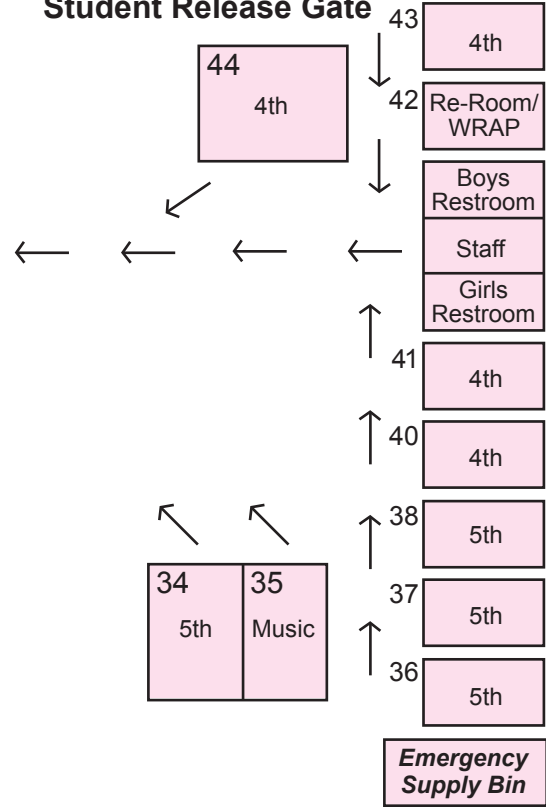 Student Release Gate
43
4th
44
4th
42
Re-Room/
WRAP
Boys
Restroom
Staff
Girls
Restroom
41
4th
40
4th
38
5th
34
5th
35
Music
37
5th
36
5th
Emergency
Supply Bin